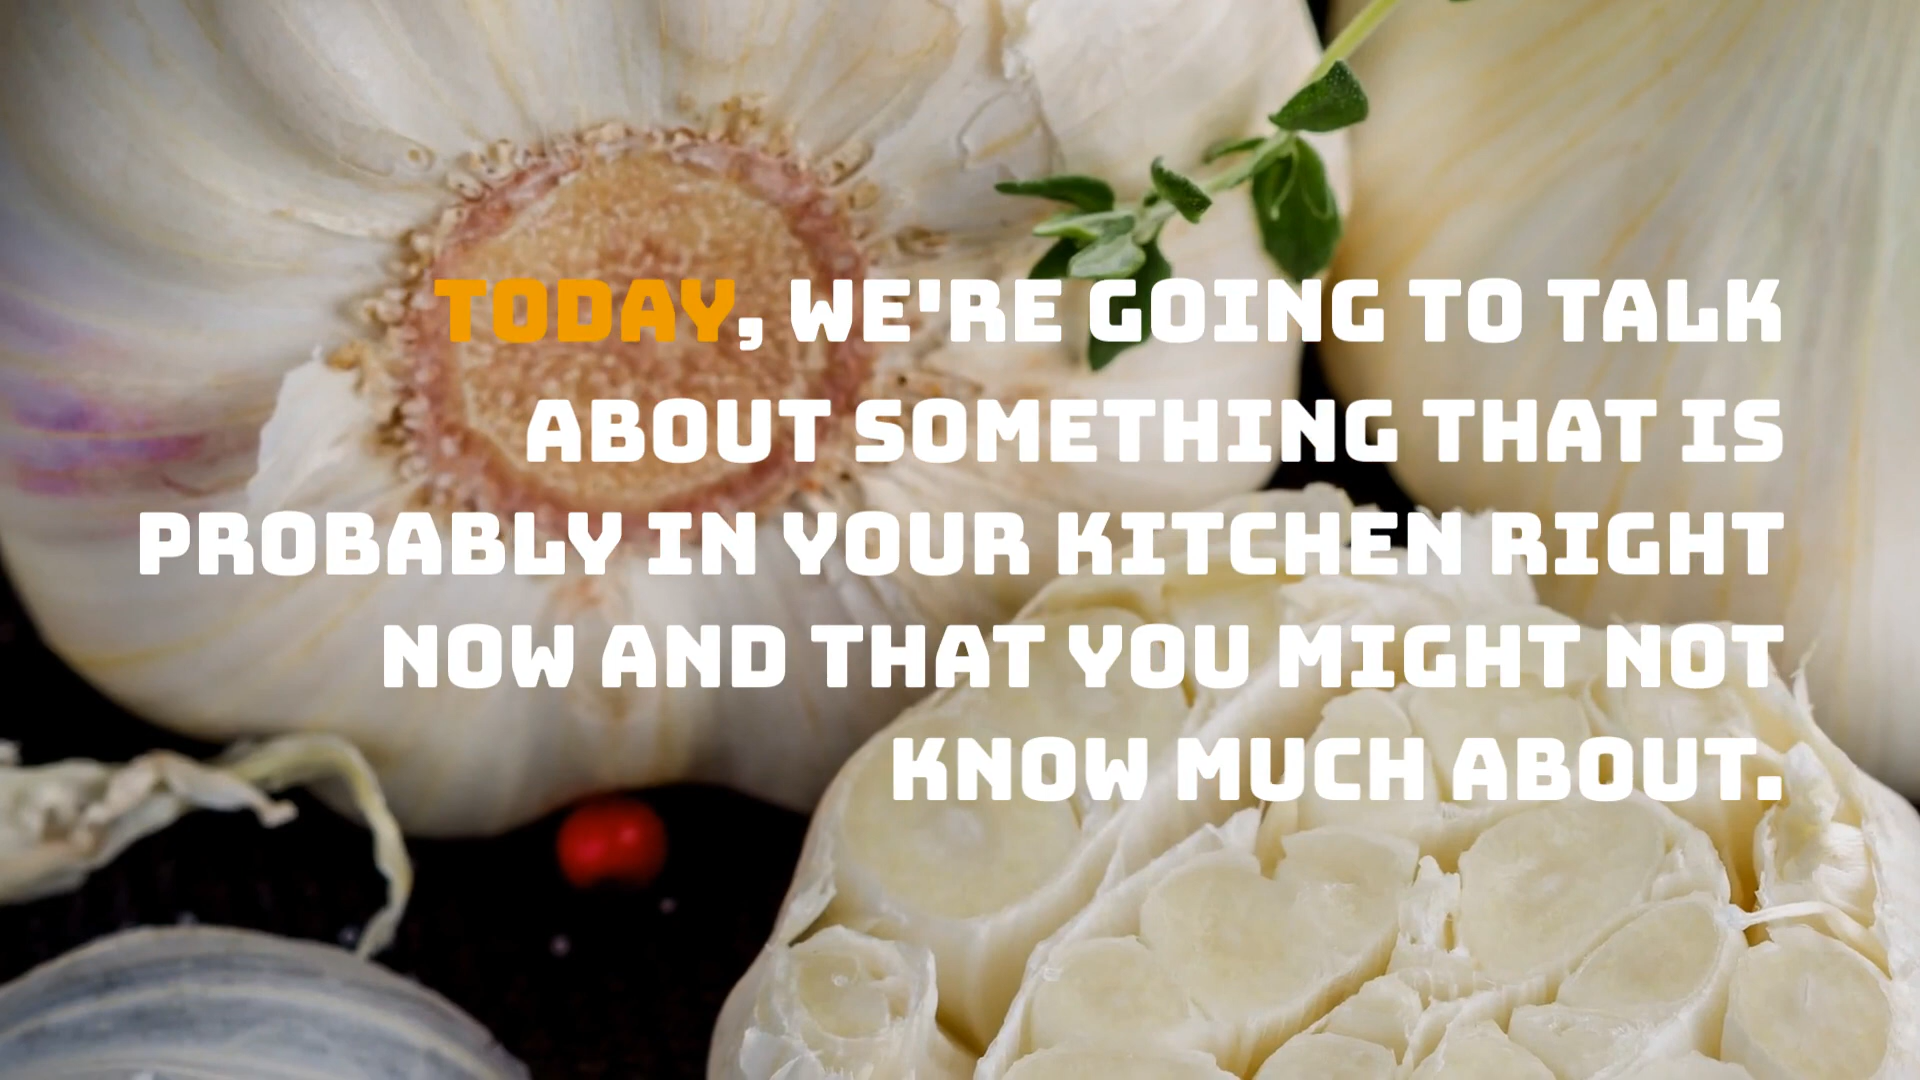 TODAY, WE'RE GOING TO TALK
ABOUT SOMETHING THAT IS
PROBABLY IN YOUR KITCHEN RIGHT
NOW AND THAT YOU MIGHT NOT
KNOW MUCH ABOUT.